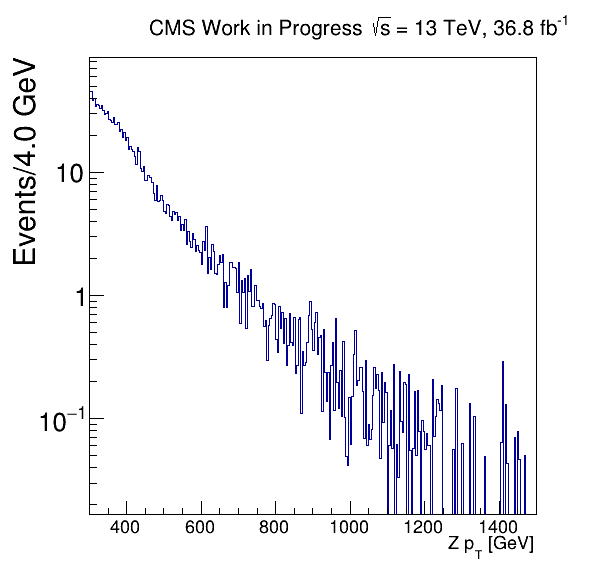 CMS Work in Progress √s = 13 TeV, 36.8 fb⁻¹
Events/4.0 GeV
10
1
10⁻¹
400 600 800 1000 1200 1400
Z p_T [GeV]